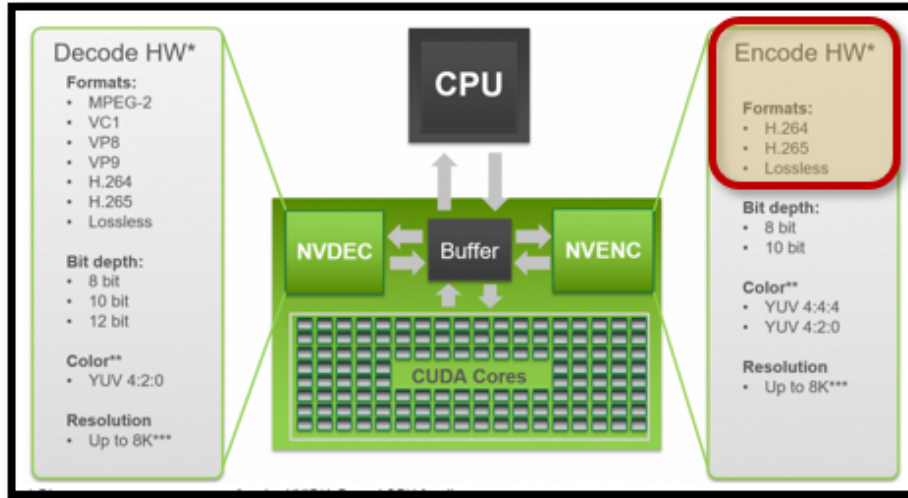 Decode HW*
Formats:
• MPEG-2
• VC1
• VP8
• VP9
• H.264
• H.265
• Lossless
Bit depth:
• 8 bit
• 10 bit
• 12 bit
Color**
• YUV 4:2:0
Resolution
• Up to 8K***
CPU
NVDEC
Buffer
NVENC
CUDA Cores
Encode HW*
Formats:
• H.264
• H.265
• Lossless
Bit depth:
• 8 bit
• 10 bit
Color**
• YUV 4:4:4
• YUV 4:2:0
Resolution
• Up to 8K***